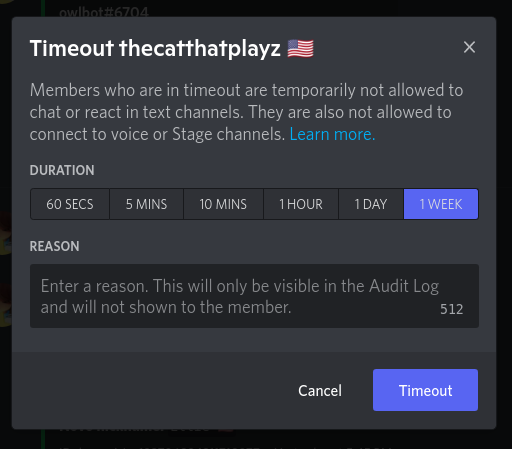 owlbot#6704
Timeout thecatthatplayz 🇺🇸
Members who are in timeout are temporarily not allowed to
chat or react in text channels. They are also not allowed to
connect to voice or Stage channels. Learn more.
DURATION
60 SECS 5 MINS 10 MINS 1 HOUR 1 DAY 1 WEEK
REASON
Enter a reason. This will only be visible in the Audit Log
and will not shown to the member.
512
Cancel Timeout